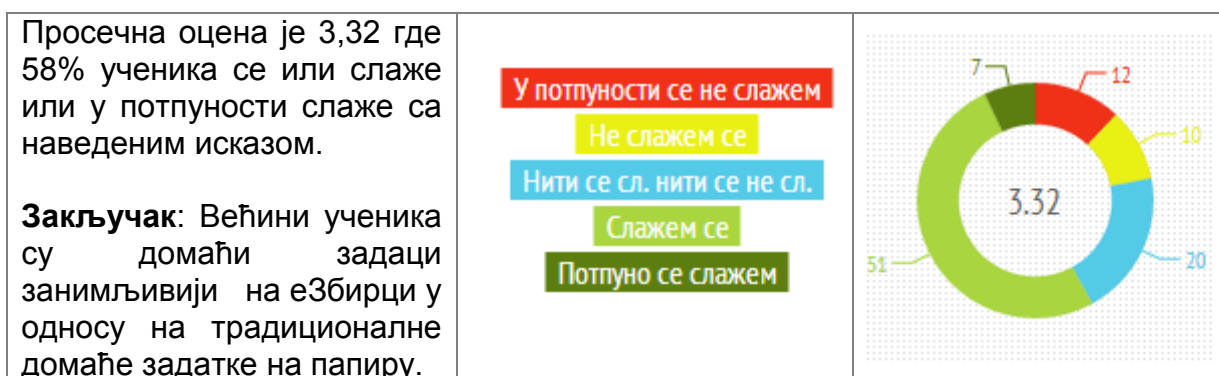 Просечна оцена је 3,32 где
58% ученика се или слаже
или у потпуности слаже са
наведеним исказом.
Закључак: Већини ученика
су домаћи задаци
занимљивији на еЗбирци у
односу на традиционалне
домаће задатке на папиру.
У потпуности се не слажем
Не слажем се
Нити се сл. нити се не сл.
Слажем се
Потпуно се слажем
7
12
10
3.32
51
20